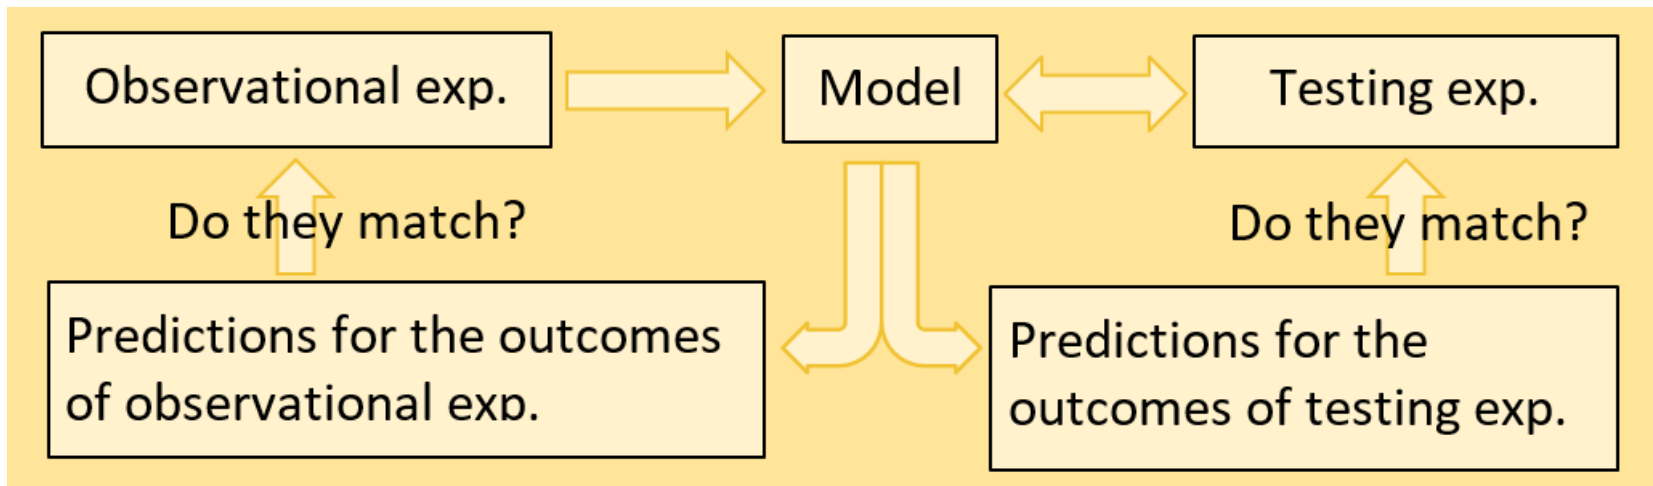 Observational exp.
Model
Testing exp.
Do they match?
Do they match?
Predictions for the outcomes
of observational exp.
Predictions for the
outcomes of testing exp.